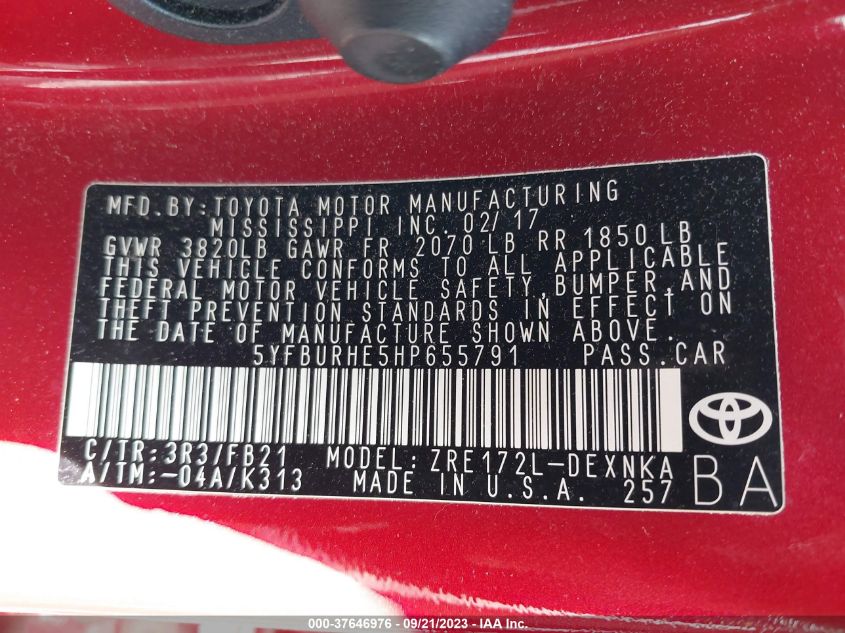 MFD.BY:TOYOTA MOTOR MANUFACTURING
MISSISSIPPI INC. 02/17
GVWR 3820LB GAWR FR 2070 LB RR 1850 LB
THIS VEHICLE CONFORMS TO ALL APPLICABLE
FEDERAL MOTOR VEHICLE SAFETY,BUMPER,AND
THEFT PREVENTION STANDARDS IN EFFECT ON
THE DATE OF MANUFACTURE SHOWN ABOVE.
5YFBURHE5HP655791 PASS.CAR
C/TR:3R3/FB21 MODEL:ZRE172L-DEXNKA
A/TM:-04A/K313 MADE IN U.S.A. 257
BA
000-37646976 - 09/21/2023 - © IAA, Inc.